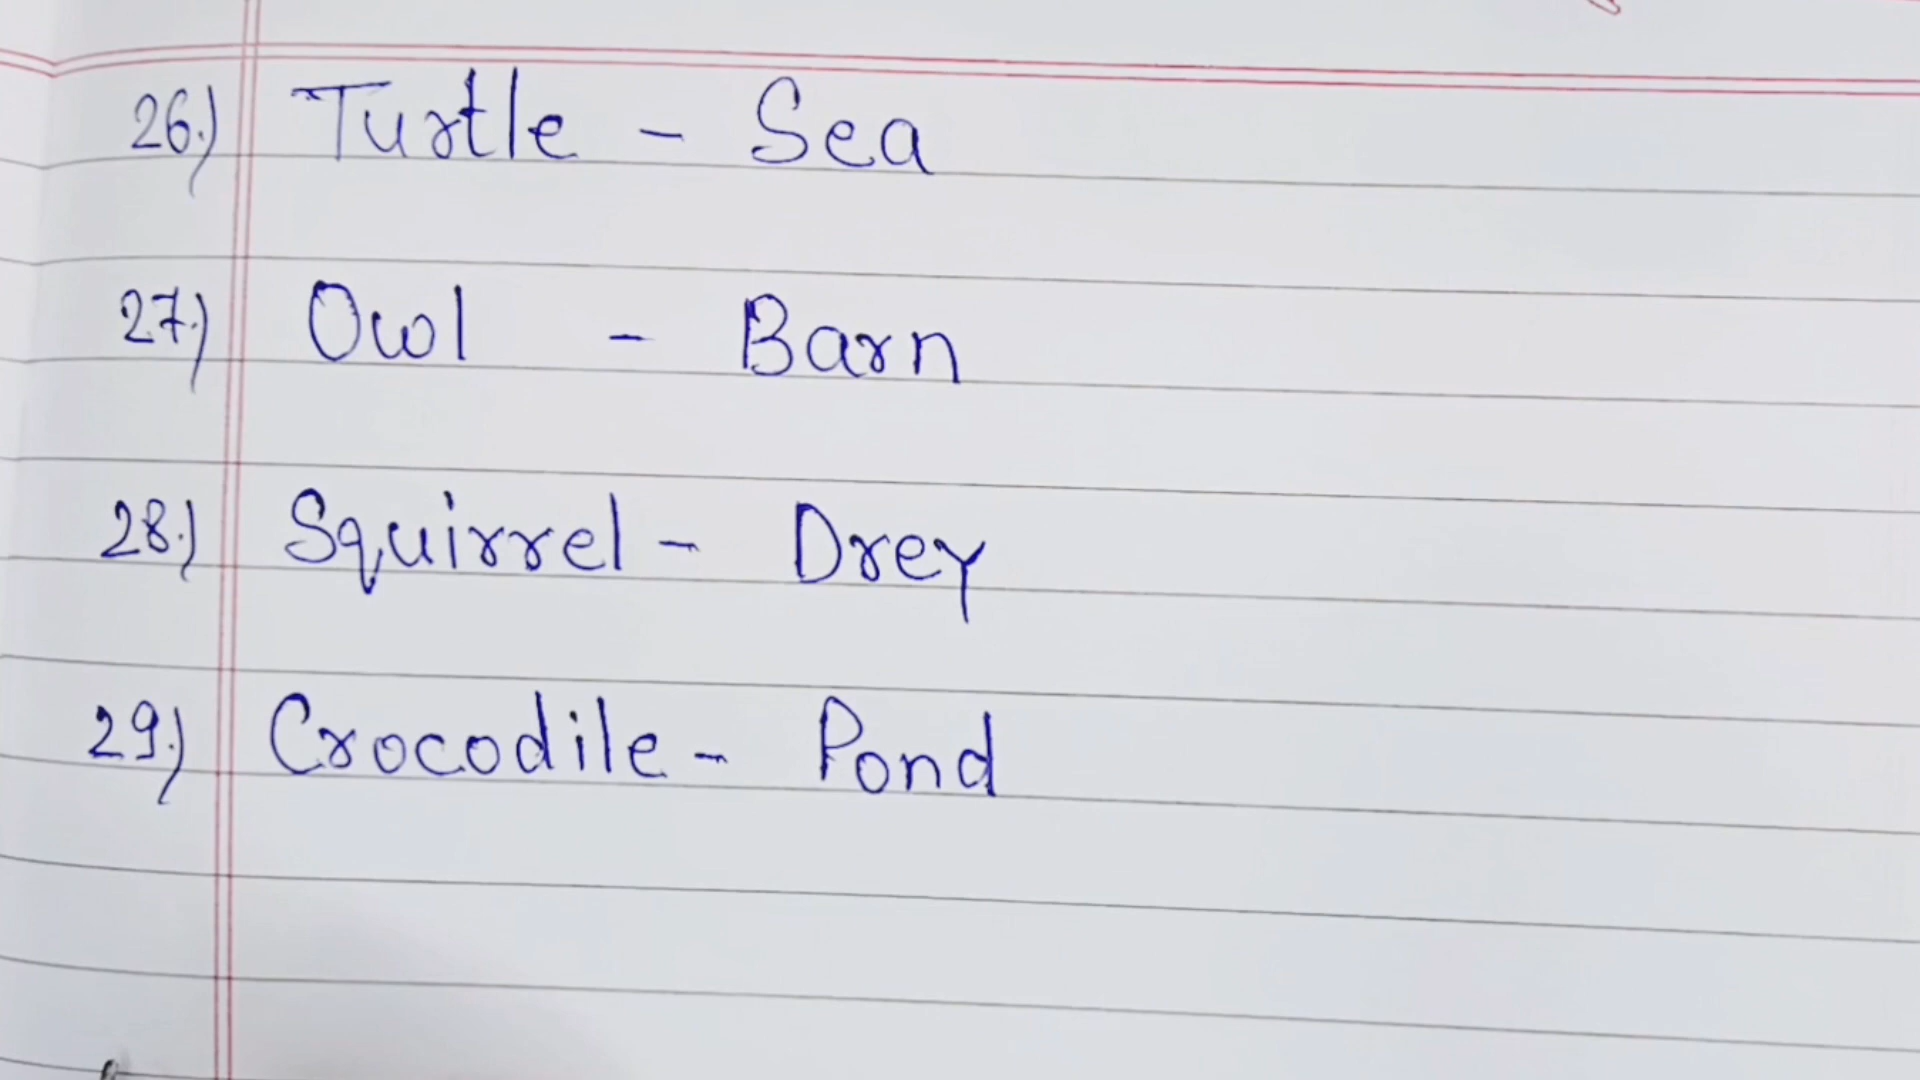 26.) Turtle - Sea
27.) Owl - Barn
28.) Squirrel - Drey
29.) Crocodile - Pond